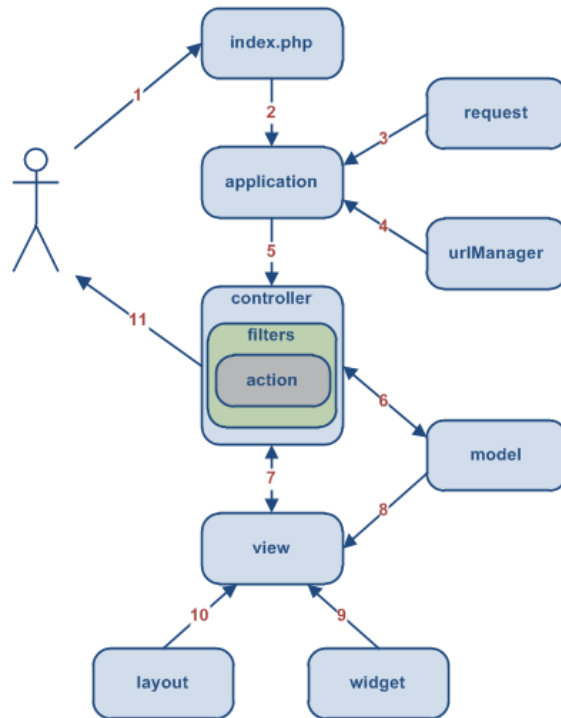 index.php
1
2
request
3
application
4
urlManager
5
controller
filters
11
action
6
model
7
8
view
10
9
layout
widget